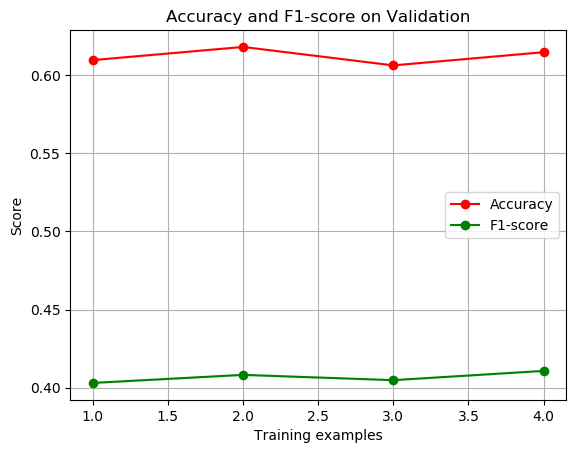 Accuracy and F1-score on Validation
0.60
0.55
0.50
0.45
0.40
Score
Accuracy
F1-score
1.0 1.5 2.0 2.5 3.0 3.5 4.0
Training examples